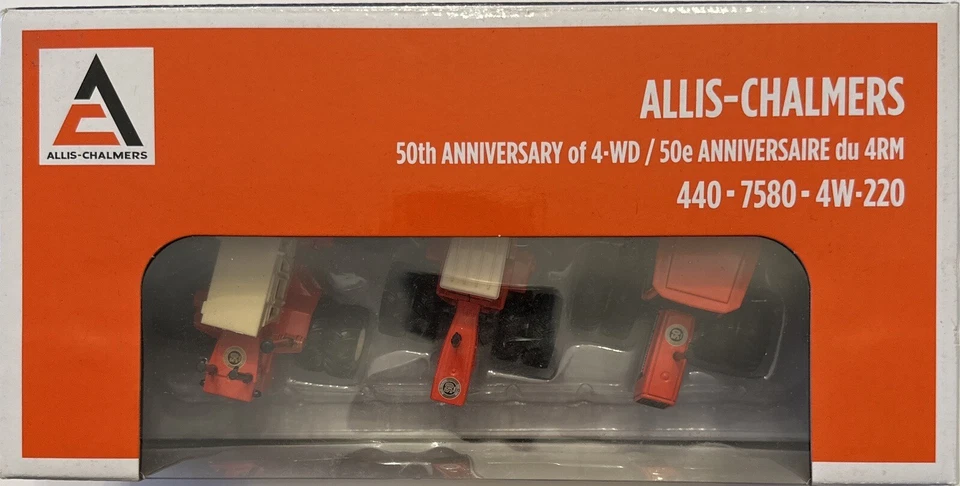 ALLIS-CHALMERS
ALLIS-CHALMERS
50th ANNIVERSARY of 4-WD / 50e ANNIVERSAIRE du 4RM
440 - 7580 - 4W-220